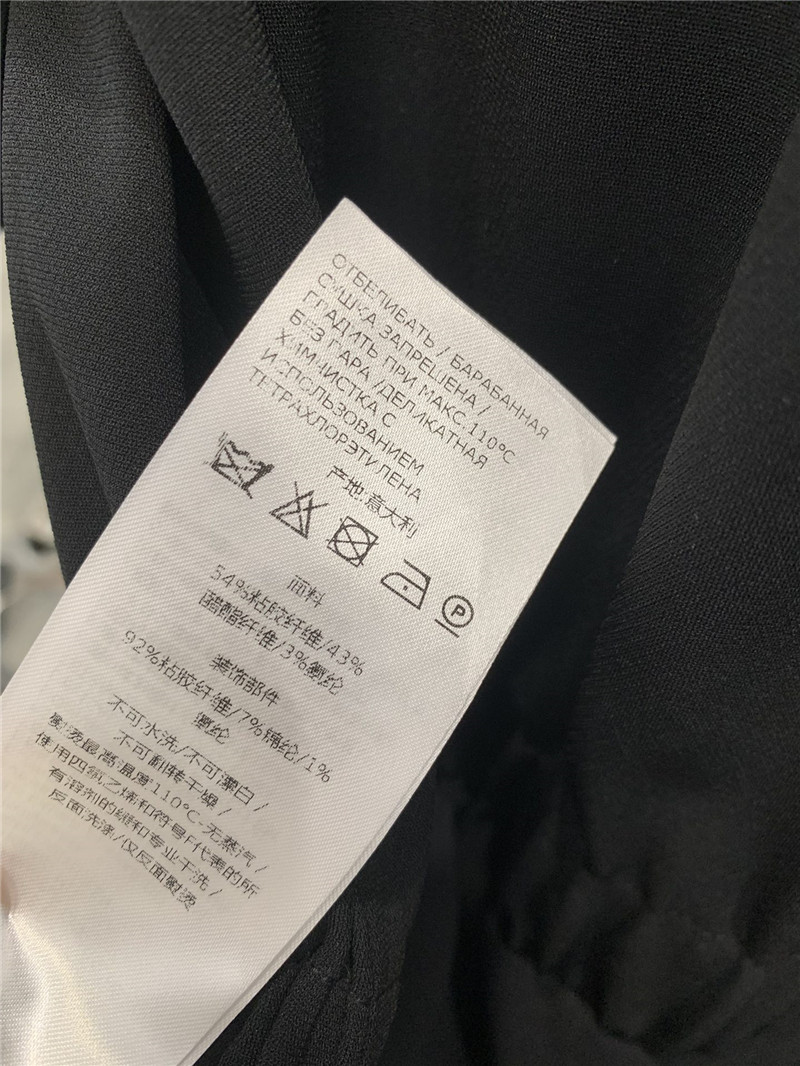 ОТБЕЛИВАТЬ / БАРАБАННАЯ
СУШКА ЗАПРЕЩЕНА /
ГЛАДИТЬ ПРИ МАКС.110°C
БЕЗ ПАРА /ДЕЛИКАТНАЯ
ХИМЧИСТКА С
ИСПОЛЬЗОВАНИЕМ
ТЕТРАХЛОРЭТИЛЕНА
产地:意大利
P
面料
54%粘胶纤维/43%
醋酯纤维/3%氨纶
装饰部件
92%粘胶纤维/7%锦纶/1%
氨纶
不可水洗/不可漂白 /
不可翻转干燥 /
熨烫最高温度110°C-无蒸汽 /
使用四氯乙烯和符号F代表的所
有溶剂的缓和专业干洗 /
反面洗涤/仅反面熨烫